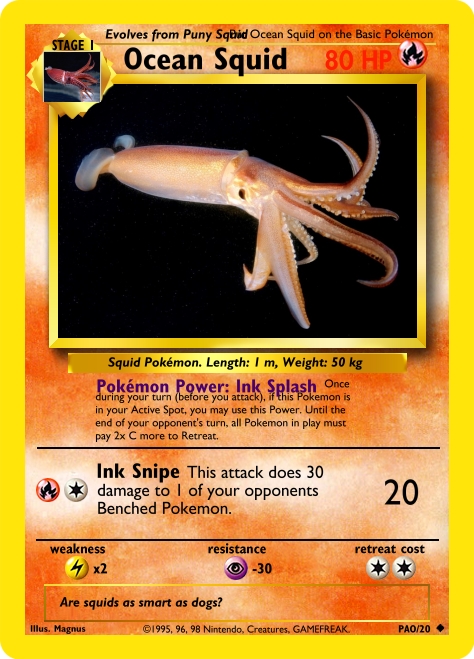 Evolves from Puny Squid Put Ocean Squid on the Basic Pokémon
STAGE 1
Ocean Squid 80 HP
Squid Pokémon. Length: 1 m, Weight: 50 kg
Pokémon Power: Ink Splash Once
during your turn (before you attack), if this Pokemon is
in your Active Spot, you may use this Power. Until the
end of your opponent's turn, all Pokemon in play must
pay 2x C more to Retreat.
Ink Snipe This attack does 30
damage to 1 of your opponents
Benched Pokemon.
20
weakness resistance retreat cost
x2 -30
Are squids as smart as dogs?
Illus. Magnus ©1995, 96, 98 Nintendo, Creatures, GAMEFREAK. PAO/20